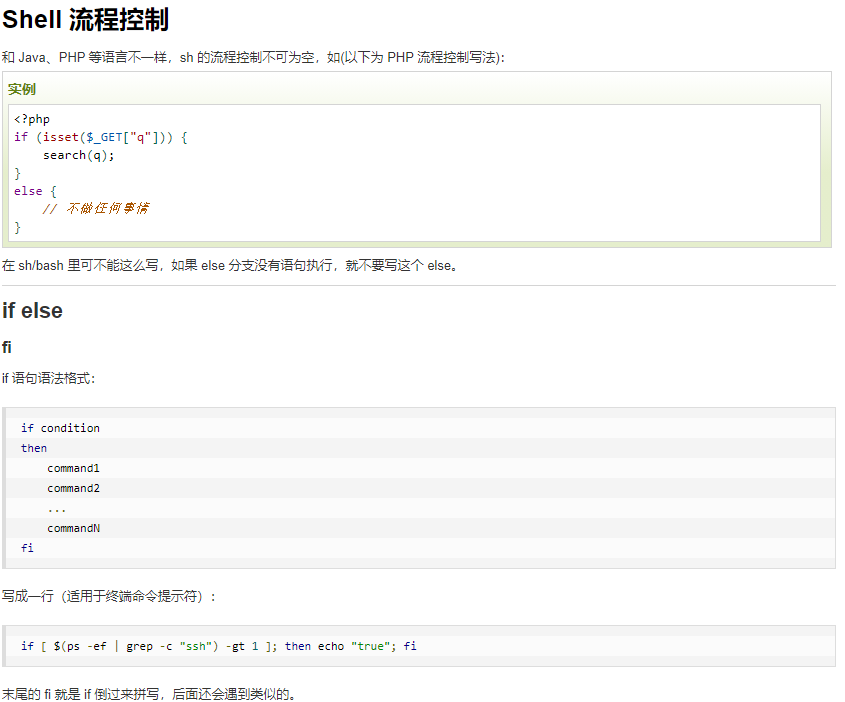 Shell 流程控制
和 Java、PHP 等语言不一样，sh 的流程控制不可为空，如(以下为 PHP 流程控制写法):
实例
<?php
if (isset($_GET["q"])) {
    search(q);
}
else {
    // 不做任何事情
}
在 sh/bash 里可不能这么写，如果 else 分支没有语句执行，就不要写这个 else。
if else
fi
if 语句语法格式：
if condition
then
    command1
    command2
    ...
    commandN
fi
写成一行（适用于终端命令提示符）：
if [ $(ps -ef | grep -c "ssh") -gt 1 ]; then echo "true"; fi
末尾的 fi 就是 if 倒过来拼写，后面还会遇到类似的。